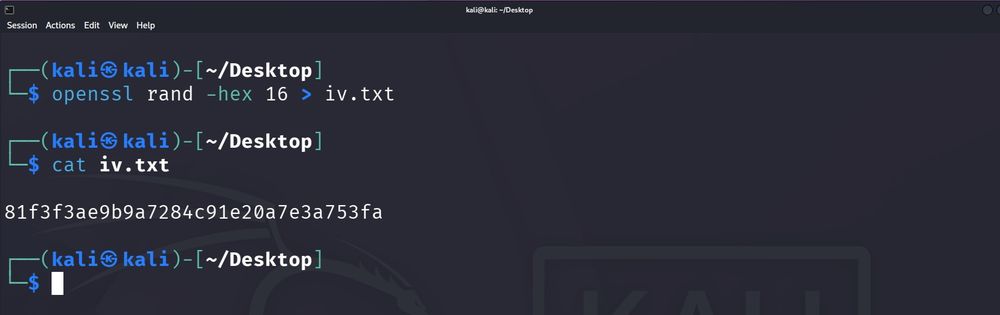 kali@kali: ~/Desktop
Session Actions Edit View Help
┌──(kali㉿kali)-[~/Desktop]
└─$ openssl rand -hex 16 > iv.txt
┌──(kali㉿kali)-[~/Desktop]
└─$ cat iv.txt
81f3f3ae9b9a7284c91e20a7e3a753fa
┌──(kali㉿kali)-[~/Desktop]
└─$
KALI